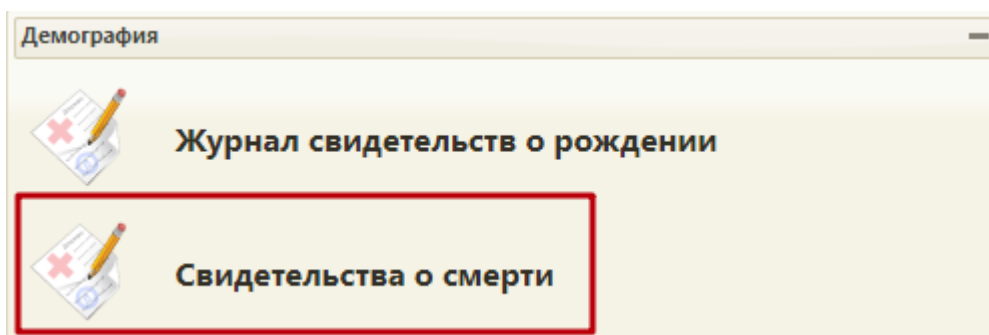 Демография
Журнал свидетельств о рождении
Свидетельства о смерти